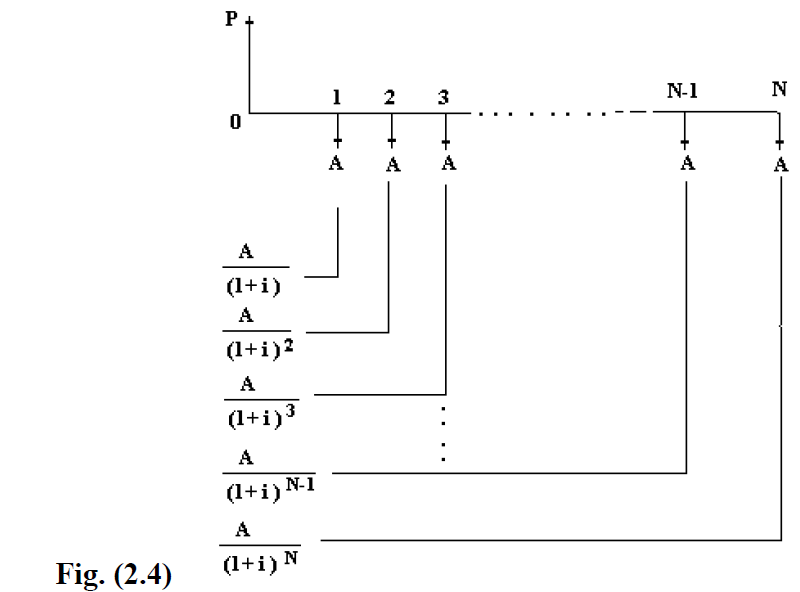 P
1 2 3 . . . . . . . N-1 N
0
A A A A A
A
(1+i)
A
(1+i)2
A
(1+i)3
A
(1+i)N-1
A
(1+i)N
Fig. (2.4)